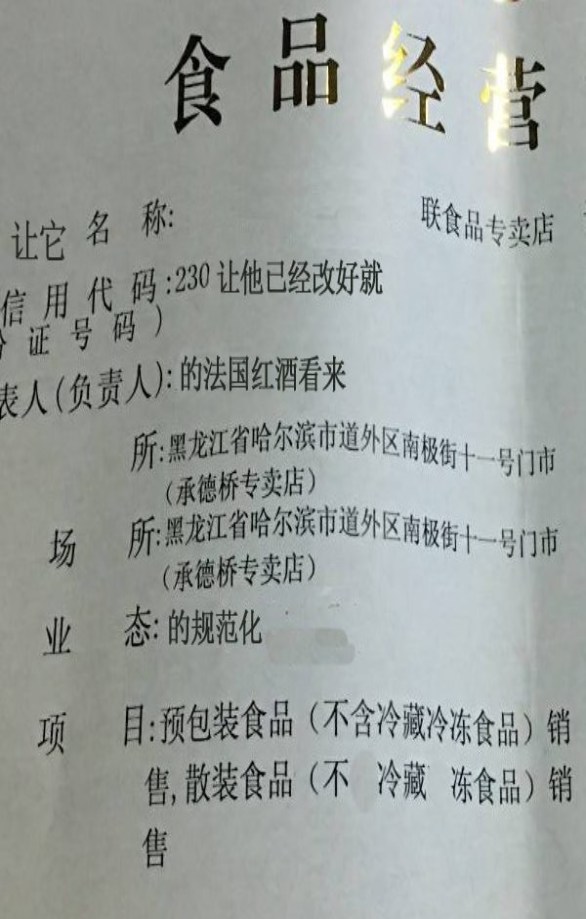 食品经营
让它名称: 联食品专卖店
信用代码:230让他已经改好就
证号码)
表人(负责人):的法国红酒看来
所:黑龙江省哈尔滨市道外区南极街十一号门市
(承德桥专卖店)
场所:黑龙江省哈尔滨市道外区南极街十一号门市
(承德桥专卖店)
业态:的规范化
项目:预包装食品(不含冷藏冷冻食品)销
售,散装食品(不 冷藏 冻食品)销
售